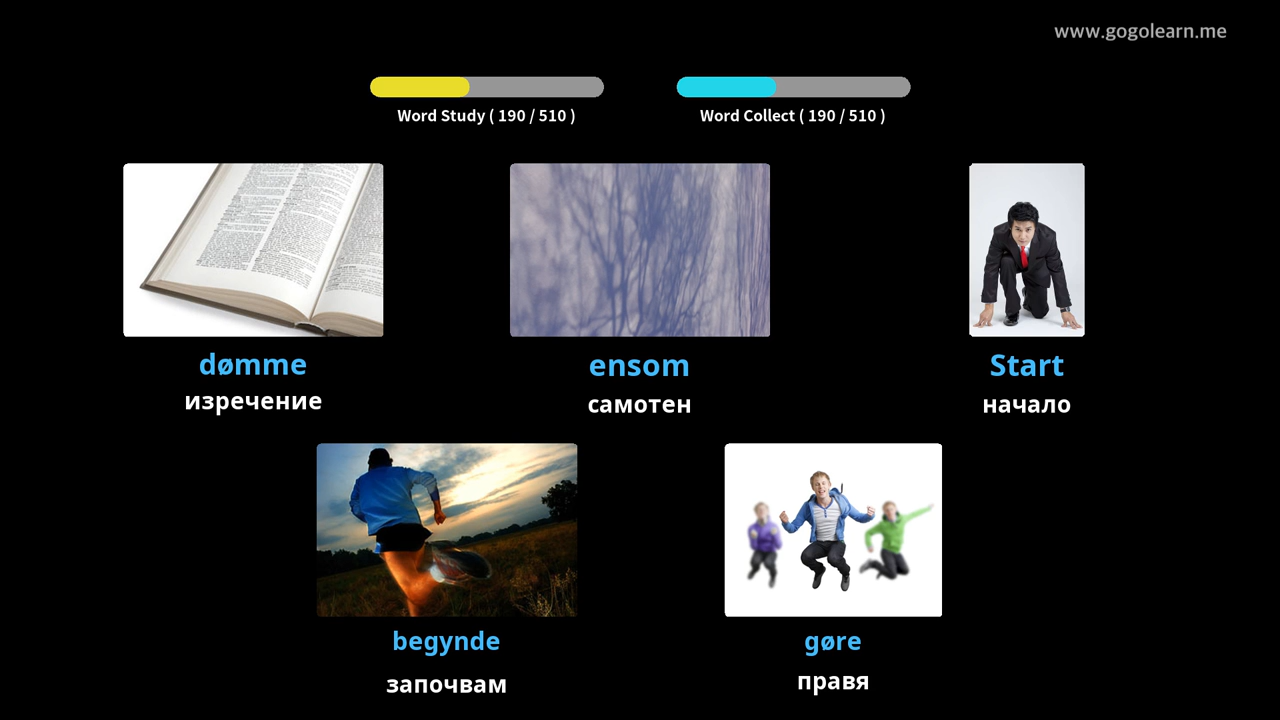 www.gogolearn.me
Word Study ( 190 / 510 )
Word Collect ( 190 / 510 )
dømme
изречение
ensom
самотен
Start
начало
begynde
започвам
gøre
правя